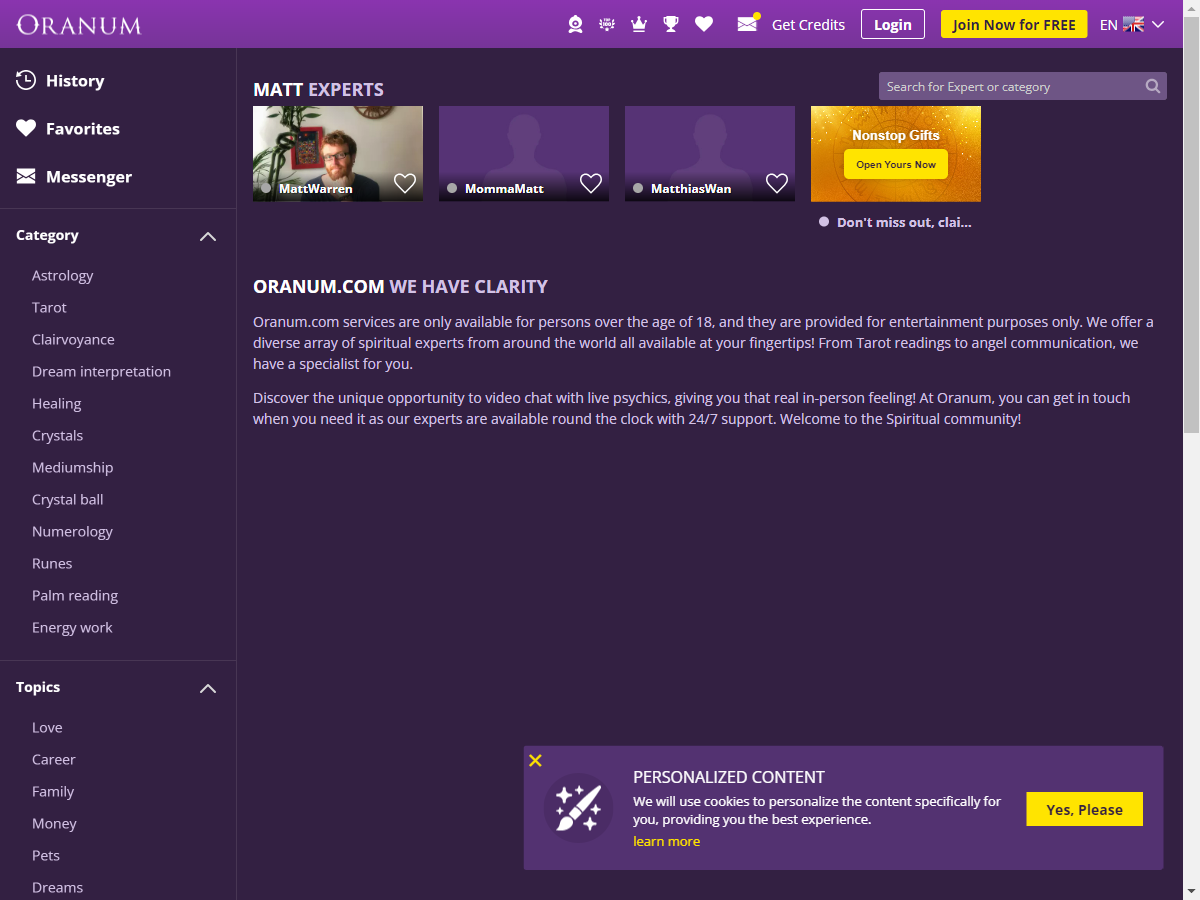 ORANUM
Get Credits
Login
Join Now for FREE
EN
History
Favorites
Messenger
Category
Astrology
Tarot
Clairvoyance
Dream interpretation
Healing
Crystals
Mediumship
Crystal ball
Numerology
Runes
Palm reading
Energy work
Topics
Love
Career
Family
Money
Pets
Dreams
MATT EXPERTS
Search for Expert or category
MattWarren
MommaMatt
MatthiasWan
Nonstop Gifts
Open Yours Now
Don't miss out, clai...
ORANUM.COM WE HAVE CLARITY
Oranum.com services are only available for persons over the age of 18, and they are provided for entertainment purposes only. We offer a
diverse array of spiritual experts from around the world all available at your fingertips! From Tarot readings to angel communication, we
have a specialist for you.
Discover the unique opportunity to video chat with live psychics, giving you that real in-person feeling! At Oranum, you can get in touch
when you need it as our experts are available round the clock with 24/7 support. Welcome to the Spiritual community!
PERSONALIZED CONTENT
We will use cookies to personalize the content specifically for
you, providing you the best experience.
learn more
Yes, Please